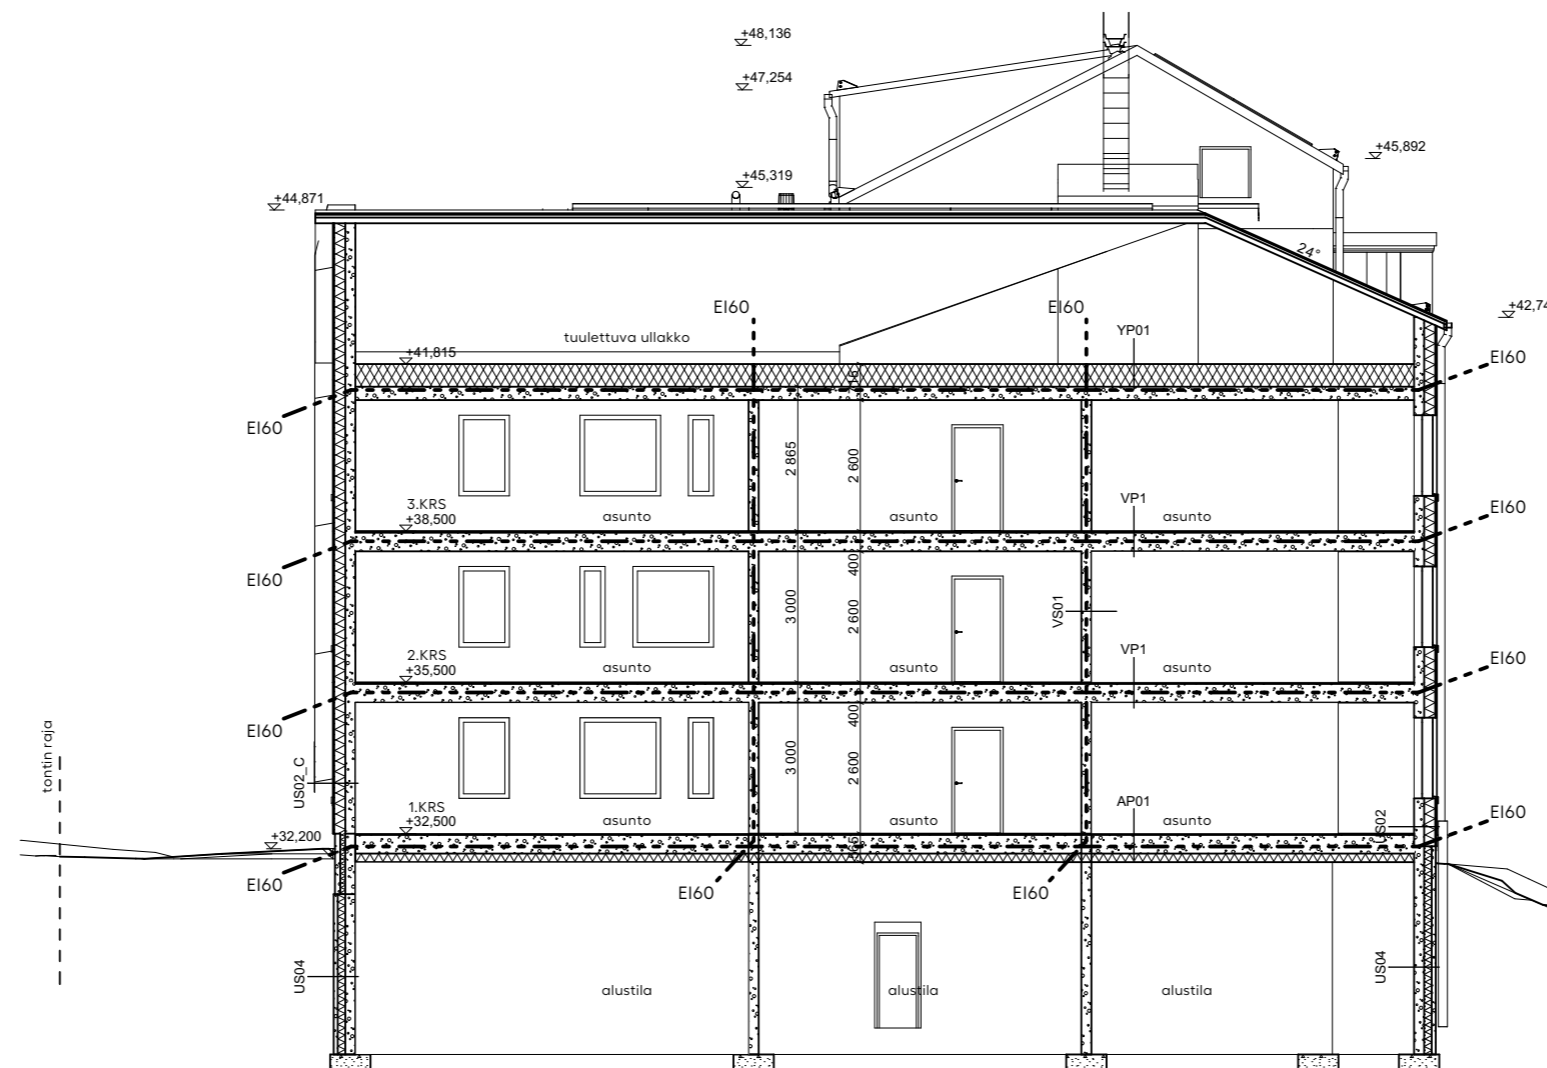 +48,136
+47,254
+45,892
+45,319
+44,871
24°
+42,74
EI60
EI60
YP01
tuulettuva ullakko
+41,815
EI60
EI60
2 865
2 600
3.KRS
+38,500
asunto
asunto
VP1
asunto
EI60
EI60
400
3 000
2 600
VS01
2.KRS
+35,500
asunto
asunto
VP1
asunto
EI60
EI60
400
3 000
2 600
tontin raja
US02_C
1.KRS
+32,500
asunto
asunto
AP01
asunto
US02
EI60
+32,200
EI60
EI60
EI60
US04
alustila
alustila
alustila
US04